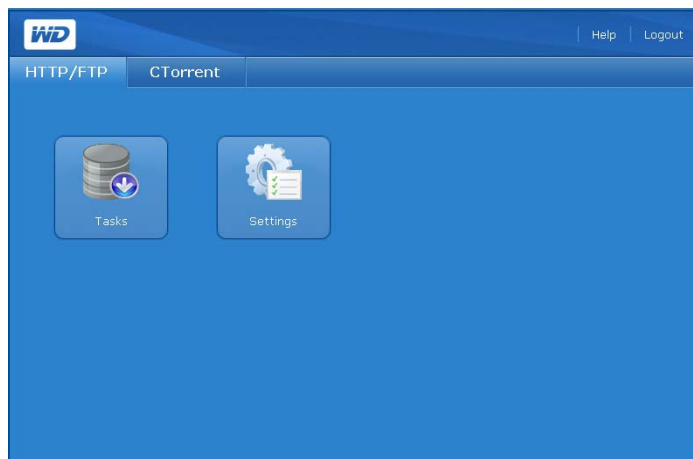 WD
Help
Logout
HTTP/FTP
CTorrent
Tasks
Settings